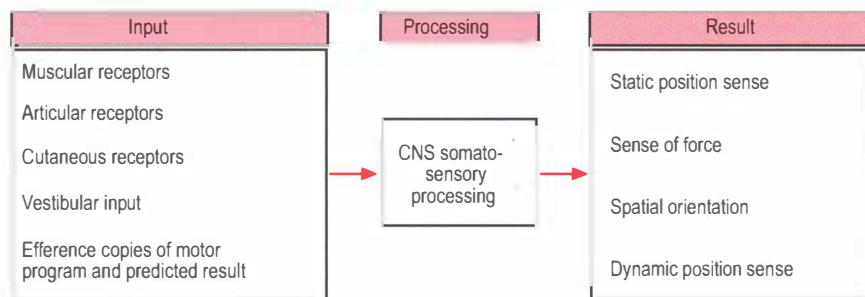 Input
Muscular receptors
Articular receptors
Cutaneous receptors
Vestibular input
Efference copies of motor
program and predicted result
Processing
CNS somato-
sensory
processing
Result
Static position sense
Sense of force
Spatial orientation
Dynamic position sense